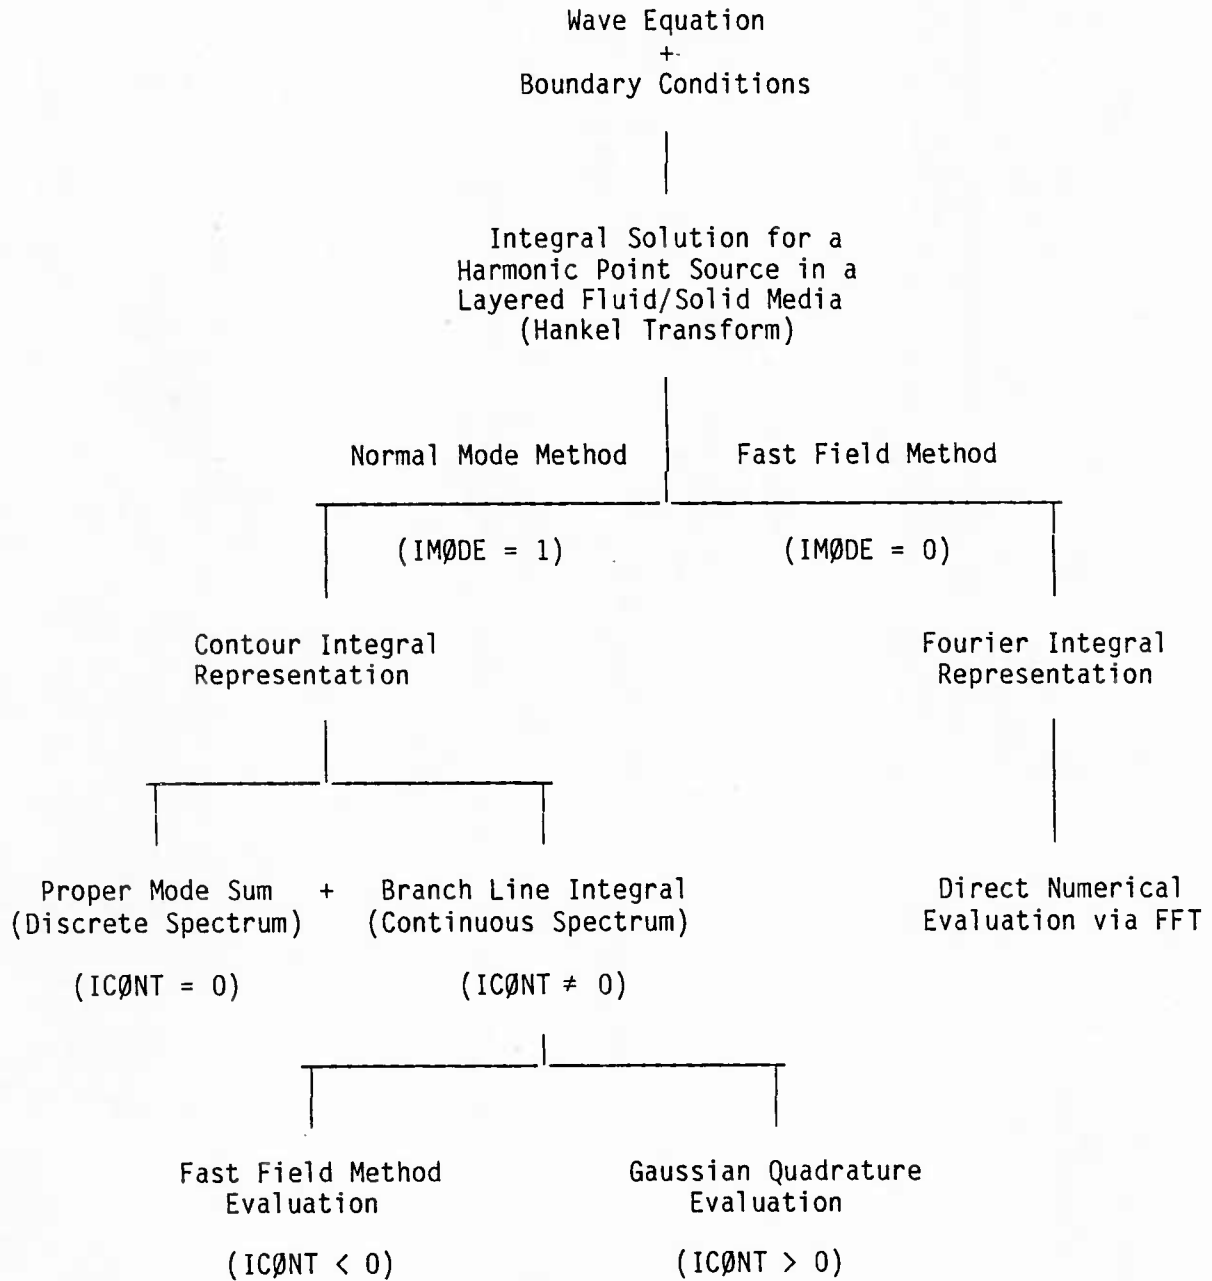 Wave Equation
+
Boundary Conditions
Integral Solution for a
Harmonic Point Source in a
Layered Fluid/Solid Media
(Hankel Transform)
Normal Mode Method
Fast Field Method
(IMØDE = 1)
(IMØDE = 0)
Contour Integral
Representation
Fourier Integral
Representation
Proper Mode Sum + Branch Line Integral
(Discrete Spectrum) (Continuous Spectrum)
Direct Numerical
Evaluation via FFT
(ICØNT = 0)
(ICØNT ≠ 0)
Fast Field Method
Evaluation
Gaussian Quadrature
Evaluation
(ICØNT < 0)
(ICØNT > 0)